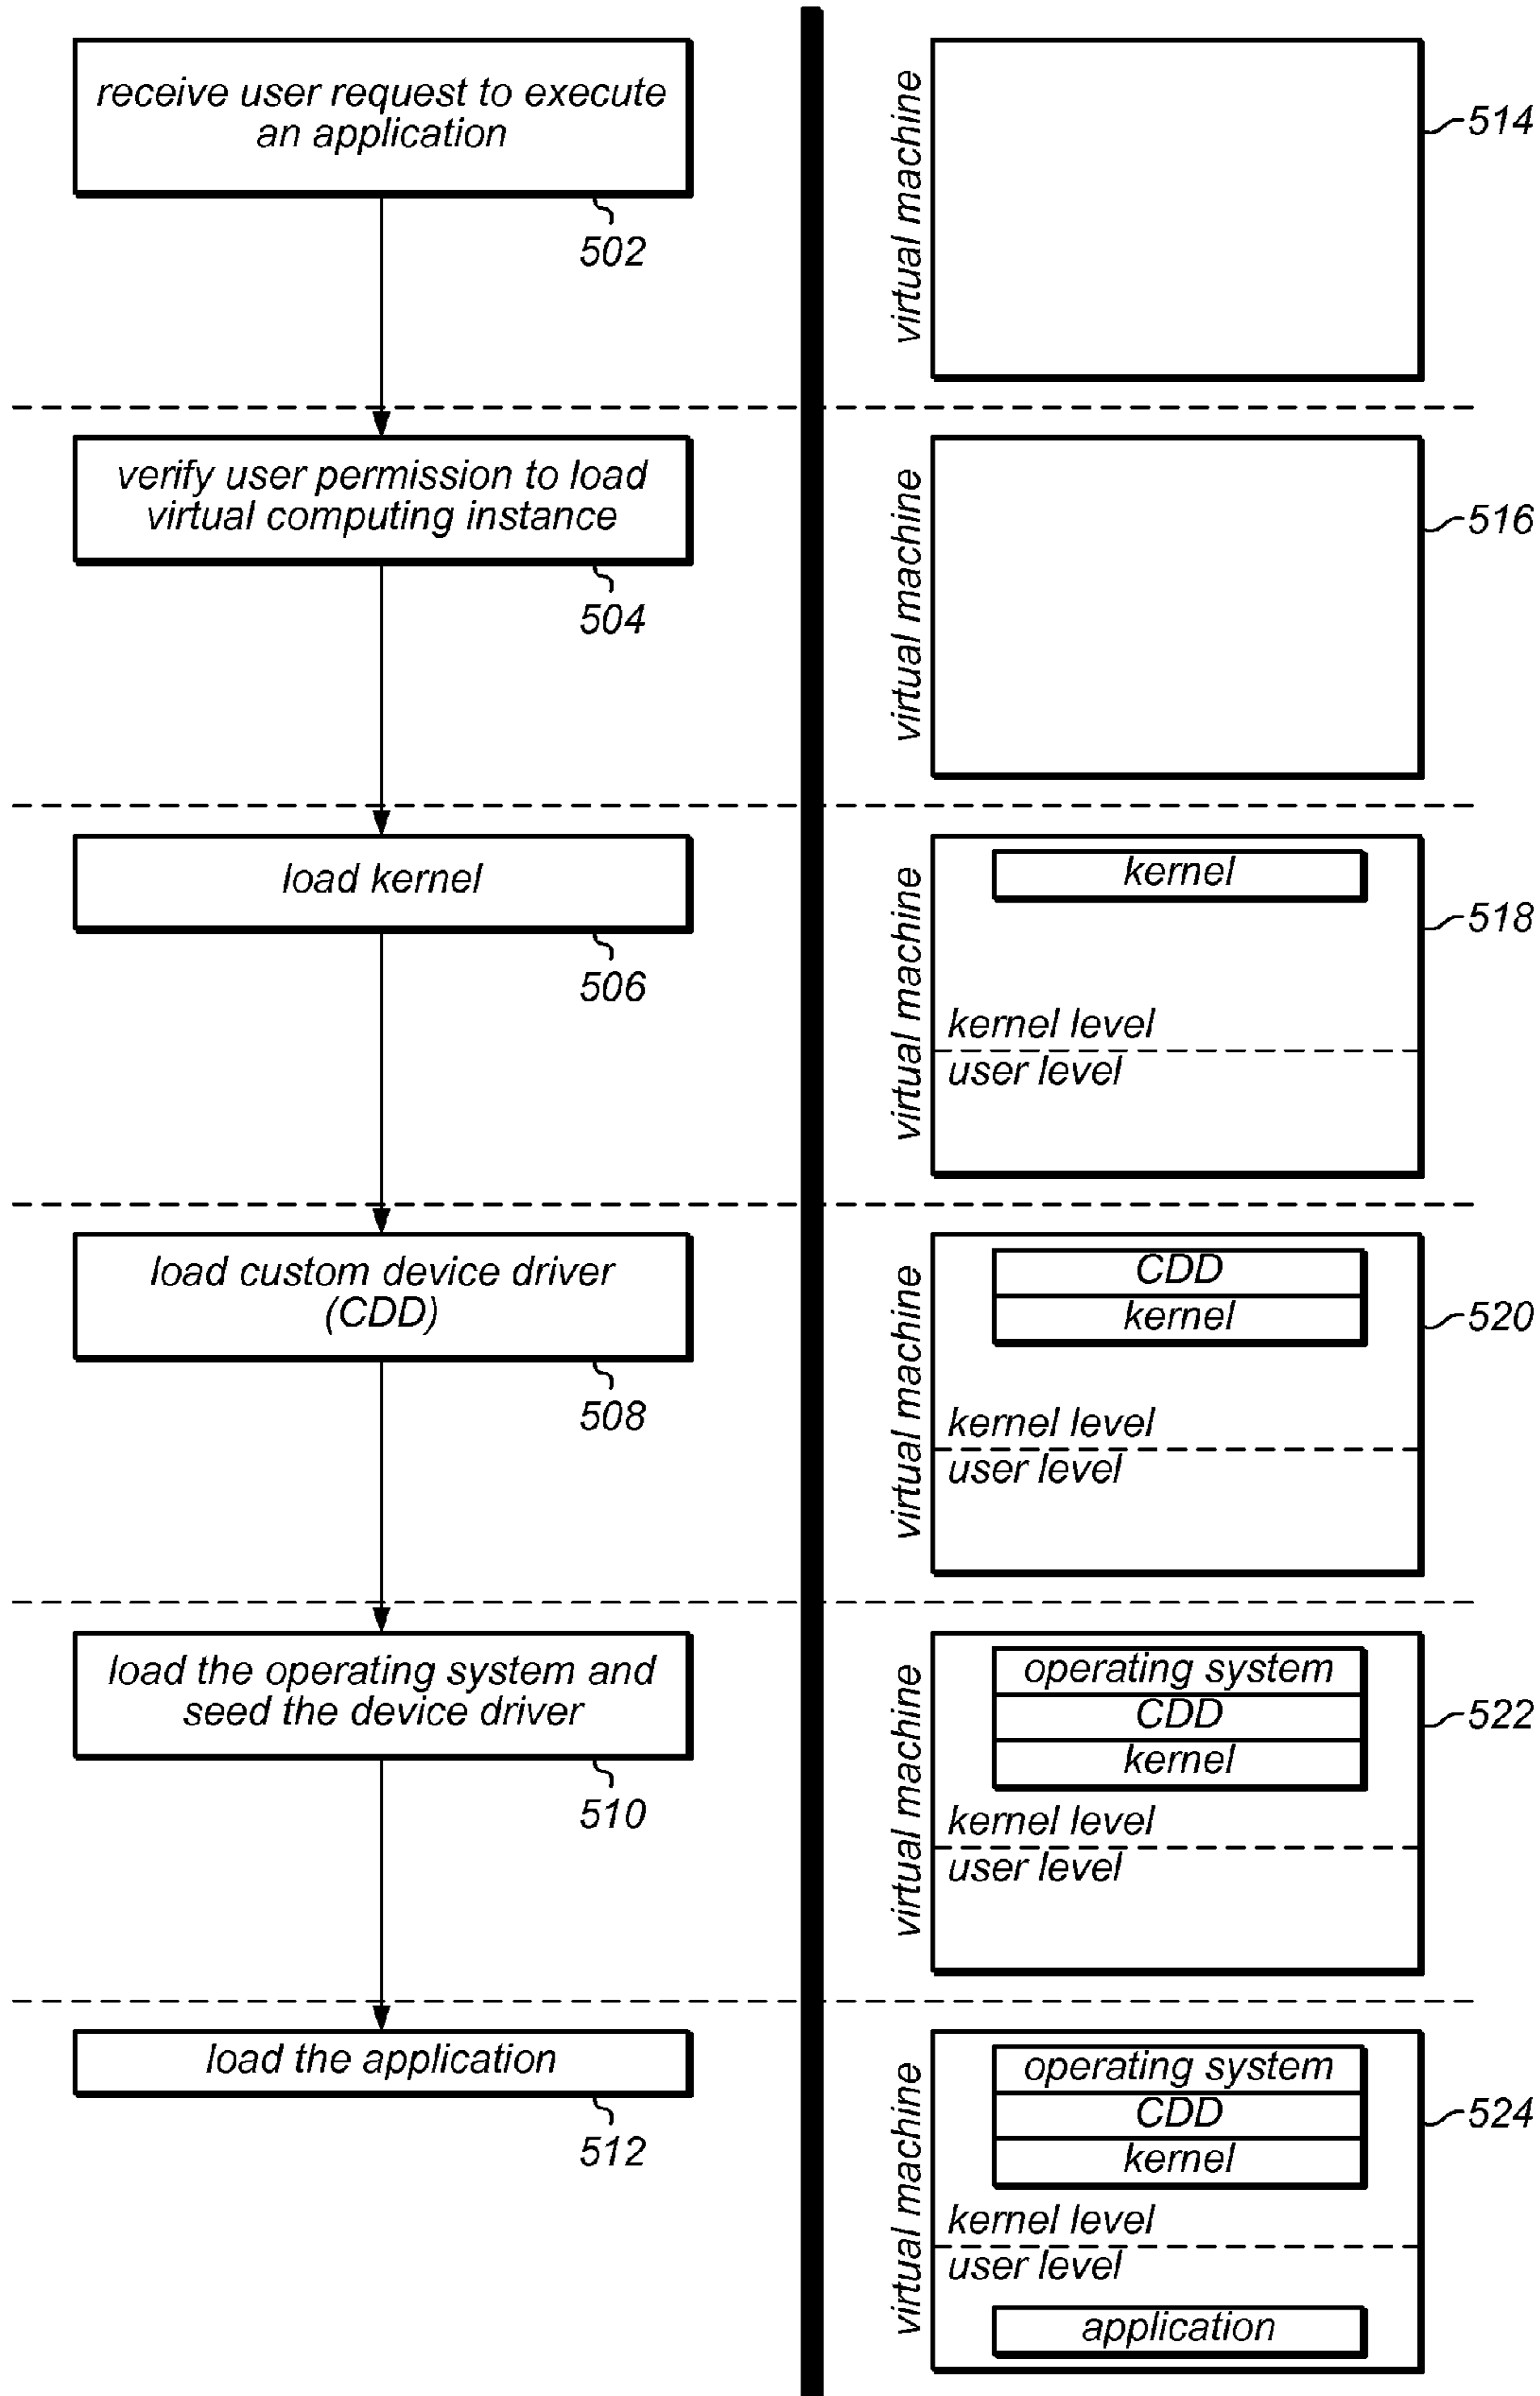 receive user request to execute
an application
502
virtual machine
514
verify user permission to load
virtual computing instance
504
virtual machine
516
load kernel
506
virtual machine
kernel
kernel level
user level
518
load custom device driver
(CDD)
508
virtual machine
CDD
kernel
kernel level
user level
520
load the operating system and
seed the device driver
510
virtual machine
operating system
CDD
kernel
kernel level
user level
522
load the application
512
virtual machine
operating system
CDD
kernel
kernel level
user level
application
524